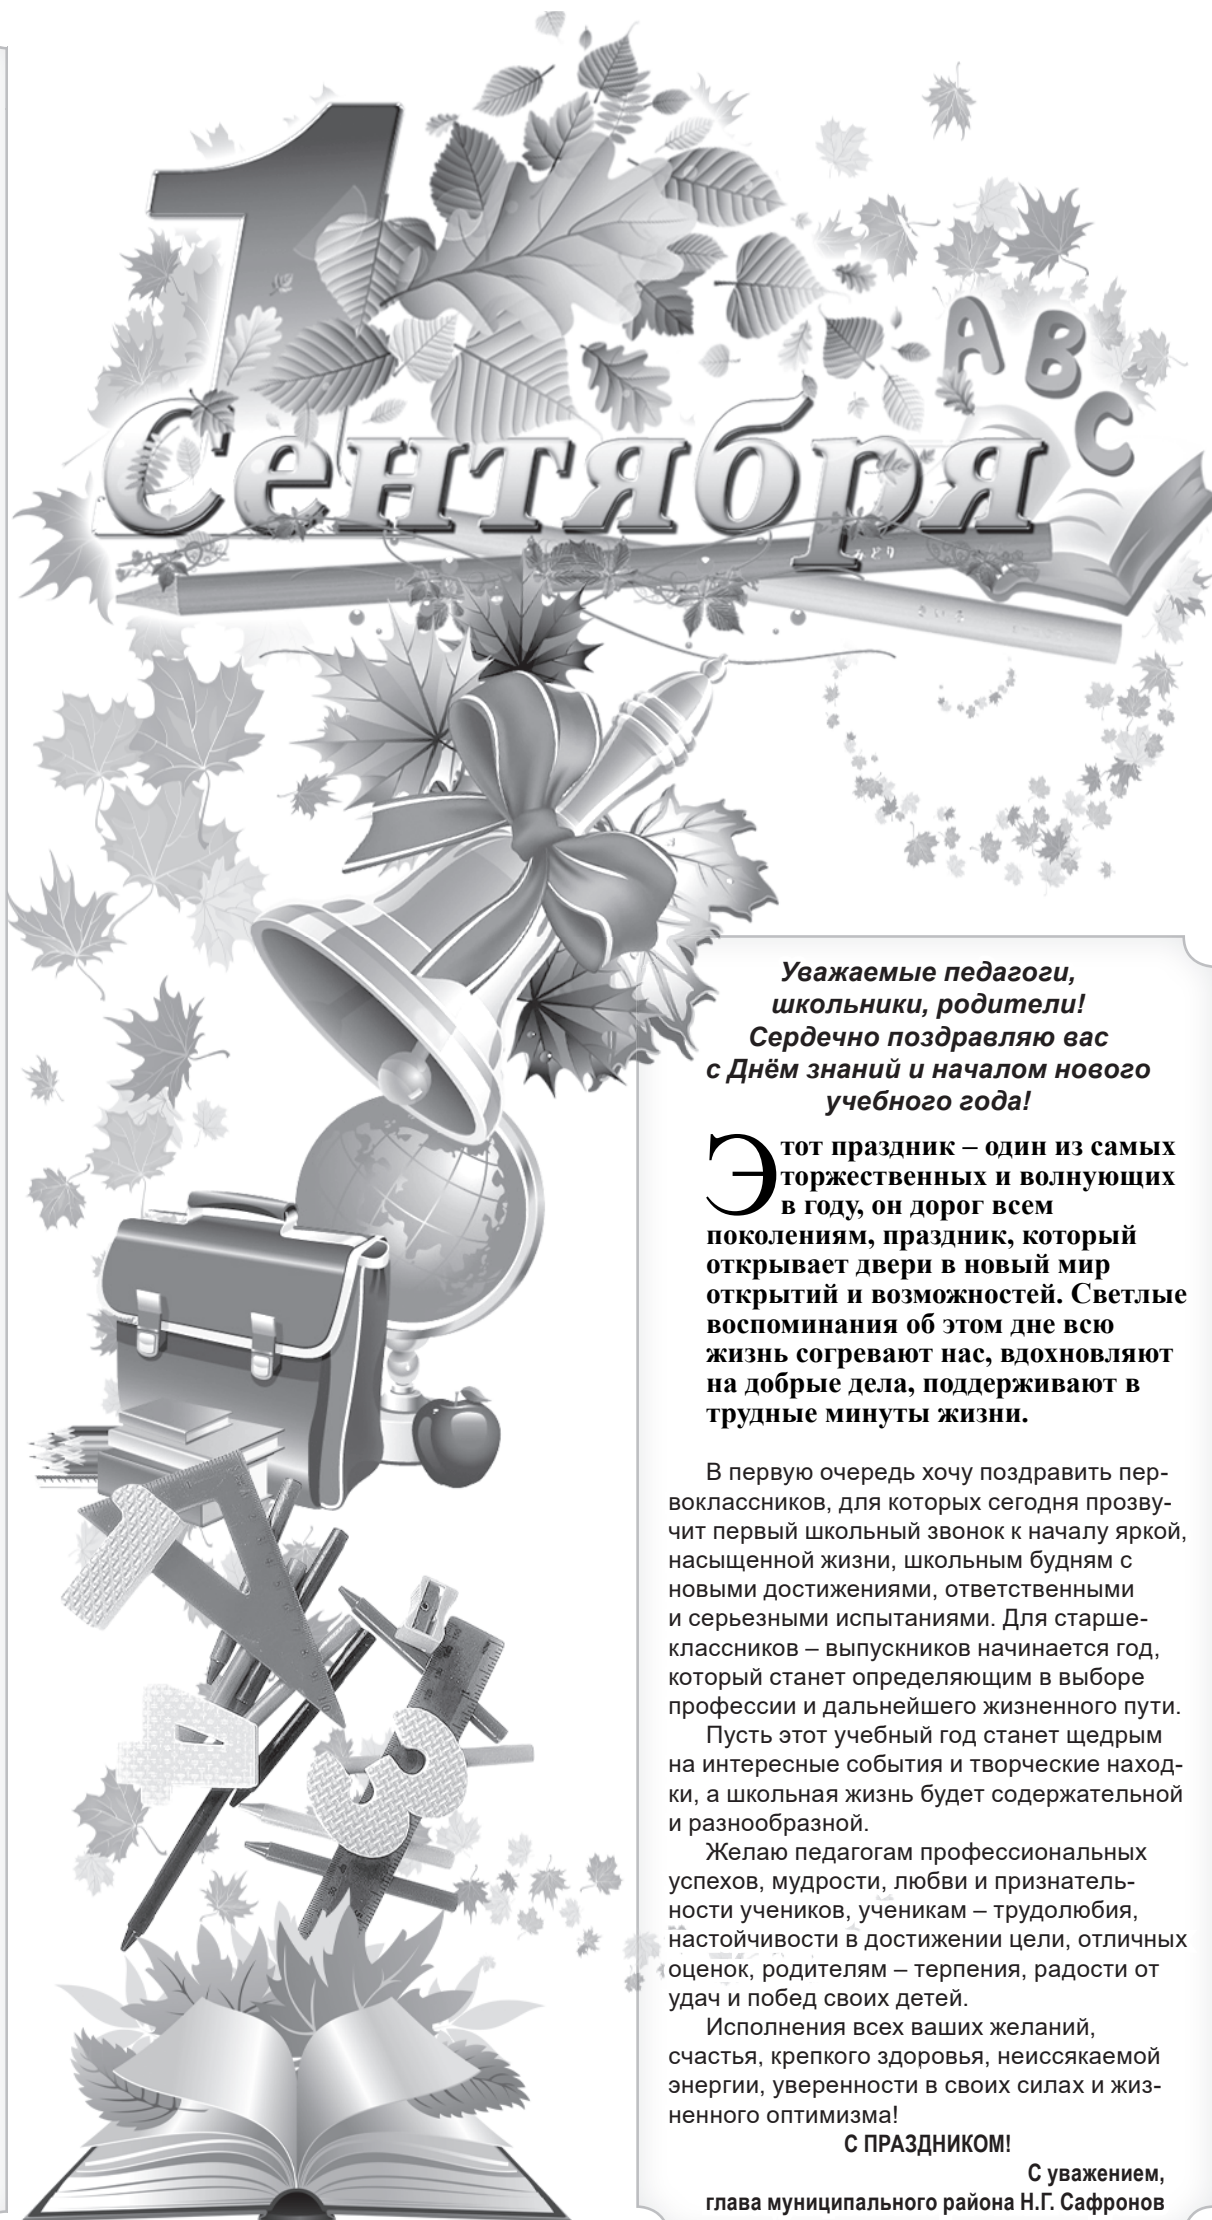 1
Сентября
A
B
C
みどり
Уважаемые педагоги,
школьники, родители!
Сердечно поздравляю вас
с Днём знаний и началом нового
учебного года!
Этот праздник – один из самых
торжественных и волнующих
в году, он дорог всем
поколениям, праздник, который
открывает двери в новый мир
открытий и возможностей. Светлые
воспоминания об этом дне всю
жизнь согревают нас, вдохновляют
на добрые дела, поддерживают в
трудные минуты жизни.
В первую очередь хочу поздравить пер-
воклассников, для которых сегодня прозву-
чит первый школьный звонок к началу яркой,
насыщенной жизни, школьным будням с
новыми достижениями, ответственными
и серьезными испытаниями. Для старше-
классников – выпускников начинается год,
который станет определяющим в выборе
профессии и дальнейшего жизненного пути.
Пусть этот учебный год станет щедрым
на интересные события и творческие наход-
ки, а школьная жизнь будет содержательной
и разнообразной.
Желаю педагогам профессиональных
успехов, мудрости, любви и признатель-
ности учеников, ученикам – трудолюбия,
настойчивости в достижении цели, отличных
оценок, родителям – терпения, радости от
удач и побед своих детей.
Исполнения всех ваших желаний,
счастья, крепкого здоровья, неиссякаемой
энергии, уверенности в своих силах и жиз-
ненного оптимизма!
С ПРАЗДНИКОМ!
С уважением,
глава муниципального района Н.Г. Сафронов